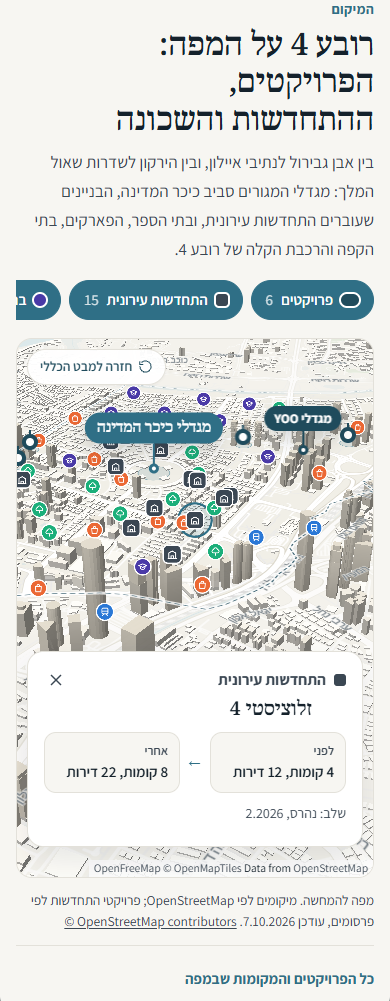 המיקום
רובע 4 על המפה:
הפרויקטים,
ההתחדשות והשכונה
בין אבן גבירול לנתיבי איילון, ובין הירקון לשדרות שאול
המלך: מגדלי המגורים סביב כיכר המדינה, הבניינים
שעוברים התחדשות עירונית, ובתי הספר, הפארקים, בתי
הקפה והרכבת הקלה של רובע 4.
פרויקטים 6
התחדשות עירונית 15
חזרה למבט הכללי
מגדלי YOO
מגדלי כיכר המדינה
התחדשות עירונית
זלוציסטי 4
לפני
4 קומות, 12 דירות
←
אחרי
8 קומות, 22 דירות
שלב: נהרס, 2.2026
OpenFreeMap © OpenMapTiles Data from OpenStreetMap
מפה להמחשה. מיקומים לפי OpenStreetMap; פרויקטי התחדשות לפי
פרסומים, עודכן 7.10.2026. © OpenStreetMap contributors
כל הפרויקטים והמקומות שבמפה